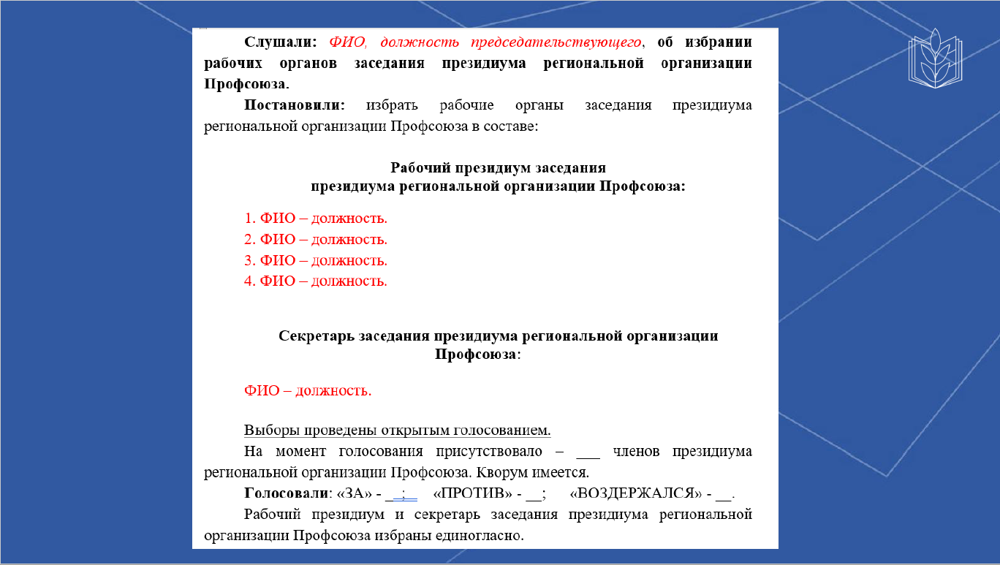 Слушали: ФИО, должность председательствующего, об избрании
рабочих органов заседания президиума региональной организации
Профсоюза.
Постановили: избрать рабочие органы заседания президиума
региональной организации Профсоюза в составе:
Рабочий президиум заседания
президиума региональной организации Профсоюза:
1. ФИО – должность.
2. ФИО – должность.
3. ФИО – должность.
4. ФИО – должность.
Секретарь заседания президиума региональной организации
Профсоюза:
ФИО – должность.
Выборы проведены открытым голосованием.
На момент голосования присутствовало – ___ членов президиума
региональной организации Профсоюза. Кворум имеется.
Голосовали: «ЗА» - __;__ «ПРОТИВ» - __; «ВОЗДЕРЖАЛСЯ» - __.
Рабочий президиум и секретарь заседания президиума региональной
организации Профсоюза избраны единогласно.